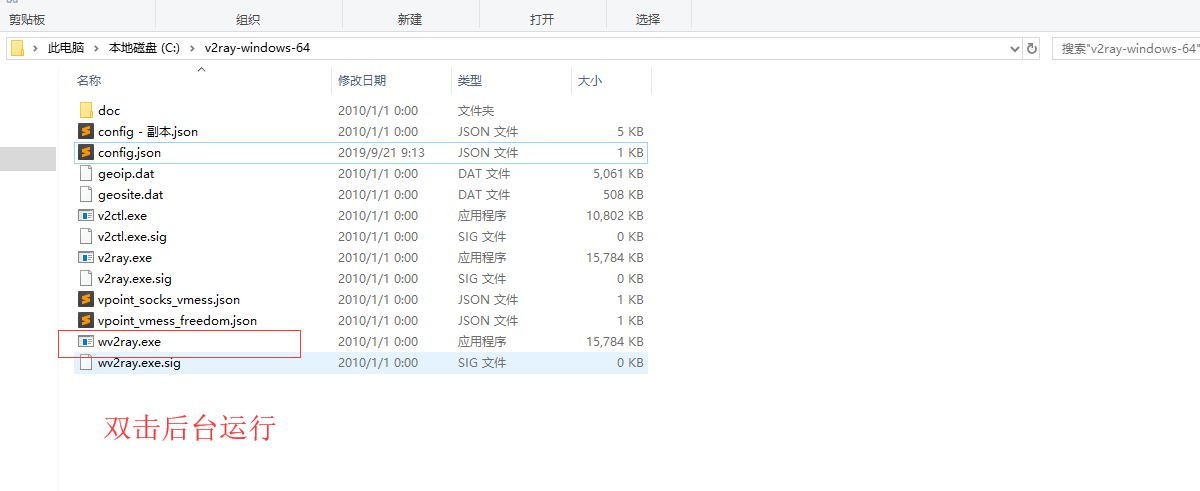 剪贴板 组织 新建 打开 选择
此电脑 本地磁盘 (C:) v2ray-windows-64 搜索"v2ray-windows-64"
名称 修改日期 类型 大小
doc 2010/1/1 0:00 文件夹
config - 副本.json 2010/1/1 0:00 JSON 文件 5 KB
config.json 2019/9/21 9:13 JSON 文件 1 KB
geoip.dat 2010/1/1 0:00 DAT 文件 5,061 KB
geosite.dat 2010/1/1 0:00 DAT 文件 508 KB
v2ctl.exe 2010/1/1 0:00 应用程序 10,802 KB
v2ctl.exe.sig 2010/1/1 0:00 SIG 文件 0 KB
v2ray.exe 2010/1/1 0:00 应用程序 15,784 KB
v2ray.exe.sig 2010/1/1 0:00 SIG 文件 0 KB
vpoint_socks_vmess.json 2010/1/1 0:00 JSON 文件 1 KB
vpoint_vmess_freedom.json 2010/1/1 0:00 JSON 文件 1 KB
wv2ray.exe 2010/1/1 0:00 应用程序 15,784 KB
wv2ray.exe.sig 2010/1/1 0:00 SIG 文件 0 KB
双击后台运行